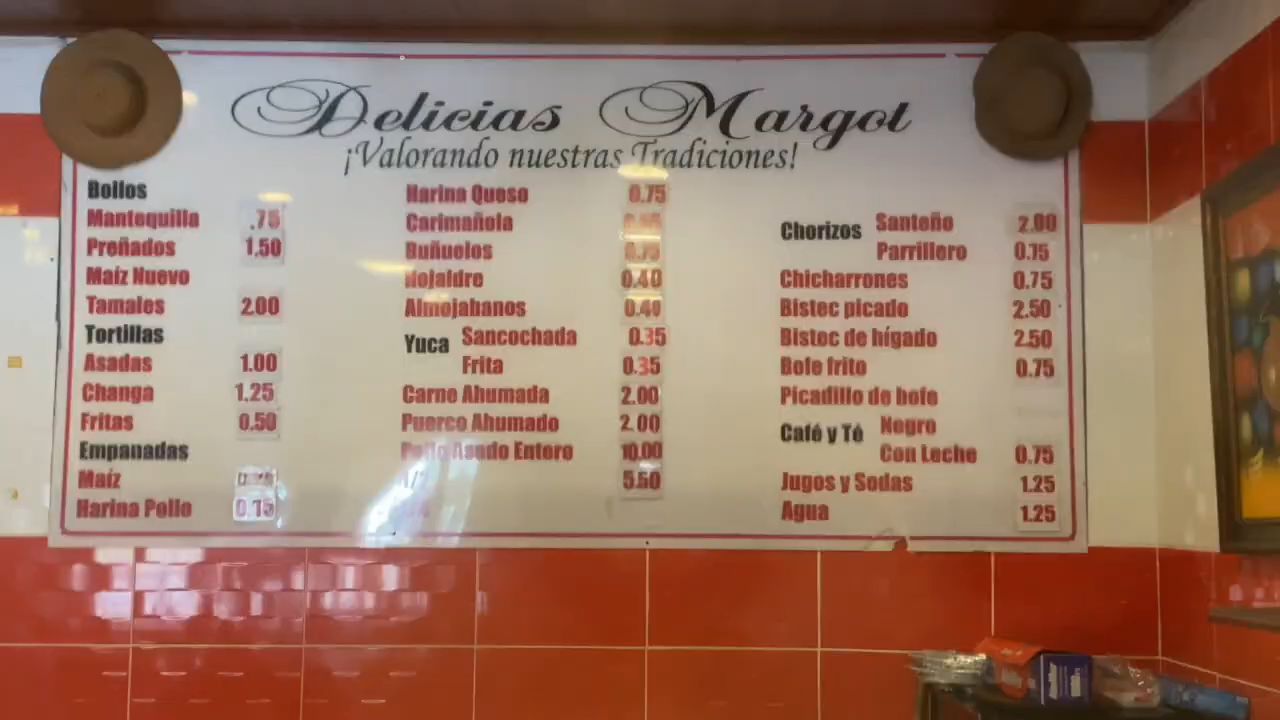 Delicias Margot
¡Valorando nuestras Tradiciones!
Bollos
Mantequilla .75
Preñados 1,50
Maíz Nuevo
Tamales 2.00
Tortillas
Asadas 1.00
Changa 1.25
Fritas 0.50
Empanadas
Maíz
Harina Pollo 0.75
Harina Queso 0.75
Carimañola
Buñuelos
Hojaldre 0.40
Almojabanos 0.40
Yuca Sancochada 0.35
Frita 0.35
Carne Ahumada 2.00
Puerco Ahumado 2.00
Pollo Asado Entero 10.00
1/2 5.50
Chorizos Santeño 2.00
Parrillero 0.75
Chicharrones 0.75
Bistec picado 2.50
Bistec de hígado 2.50
Bofe frito 0.75
Picadillo de bofe
Café y Té Negro
Con Leche 0.75
Jugos y Sodas 1.25
Agua 1.25